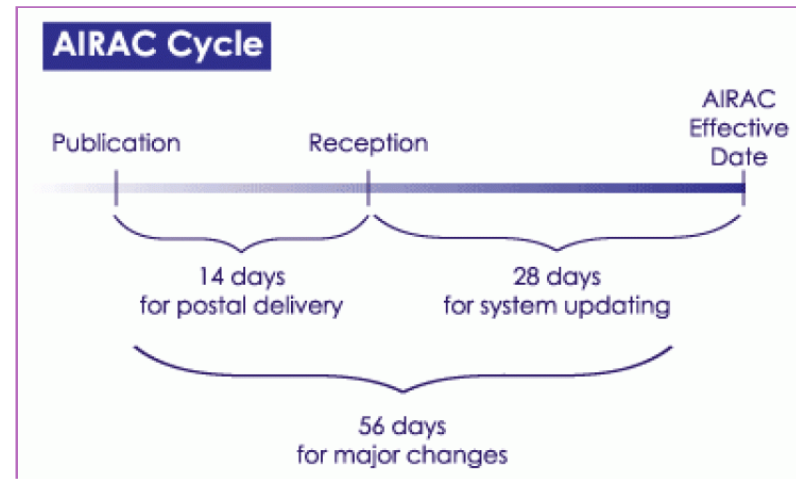 AIRAC Cycle
Publication
Reception
AIRAC
Effective
Date
14 days
for postal delivery
28 days
for system updating
56 days
for major changes